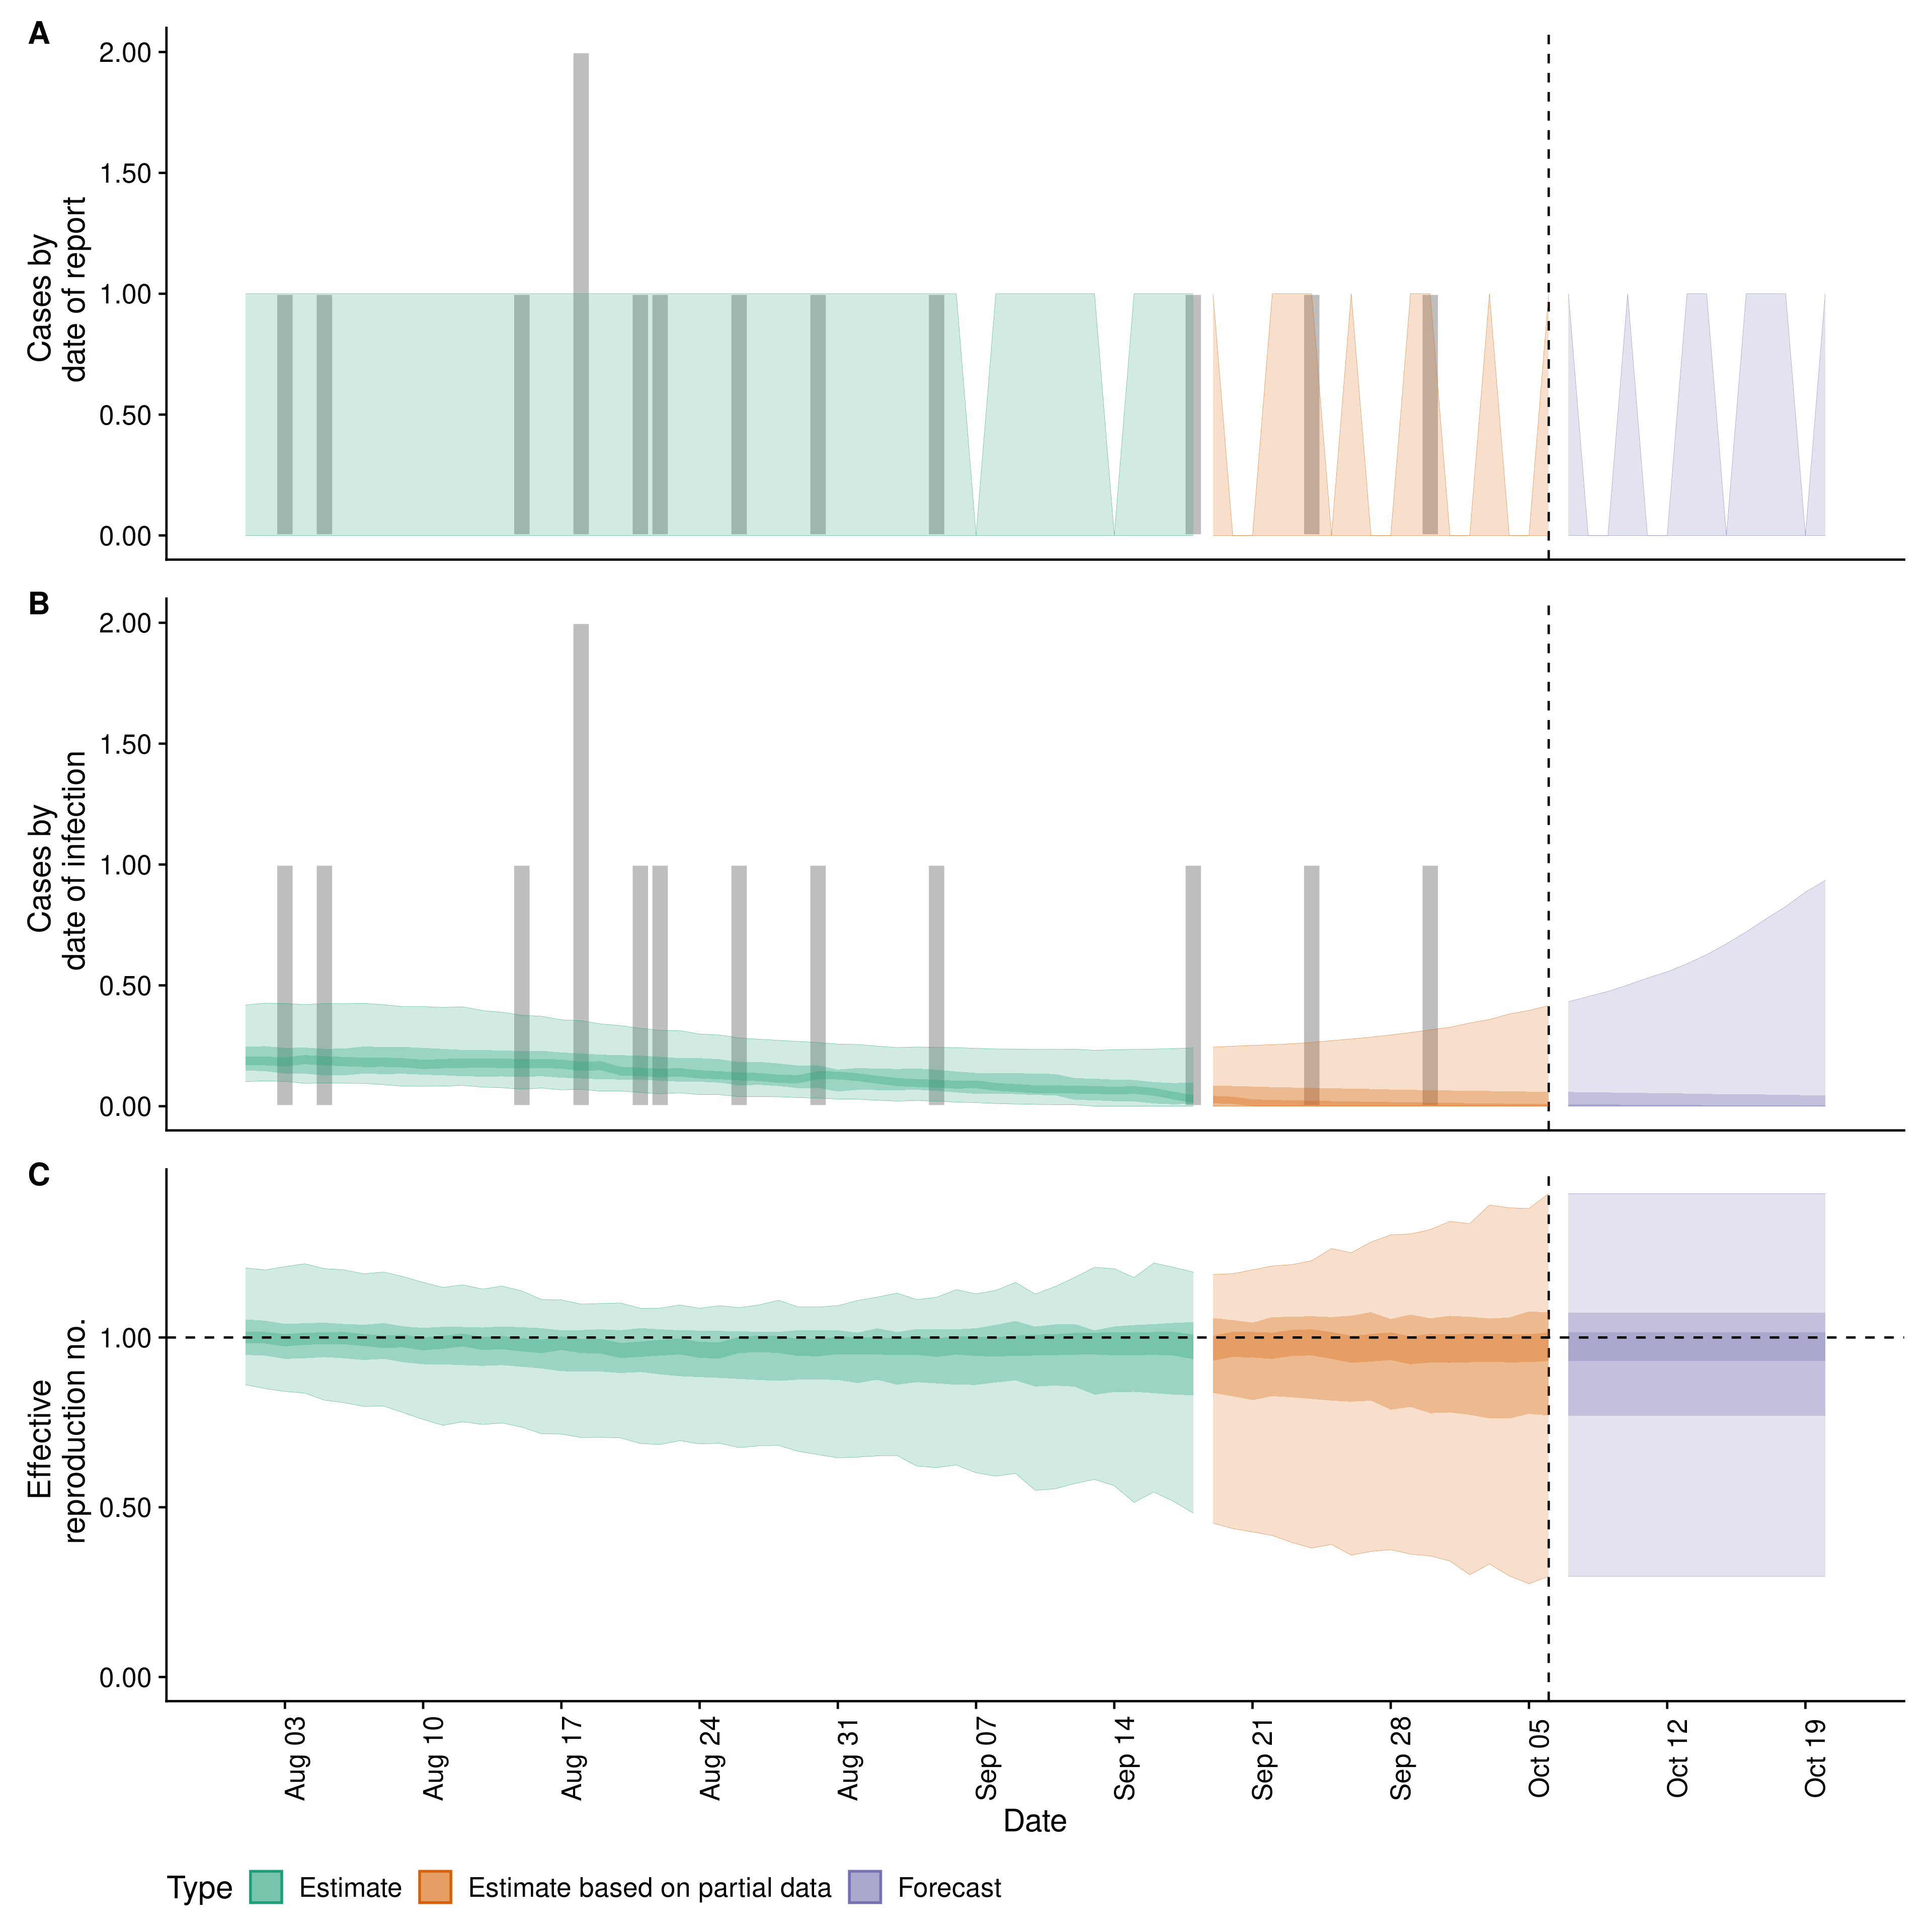 A
2.00
1.50
1.00
0.50
0.00
Cases by
date of report
B
2.00
1.50
1.00
0.50
0.00
Cases by
date of infection
C
1.00
0.50
0.00
Effective
reproduction no.
Aug 03
Aug 10
Aug 17
Aug 24
Aug 31
Sep 07
Sep 14
Sep 21
Sep 28
Oct 05
Oct 12
Oct 19
Date
Type Estimate Estimate based on partial data Forecast